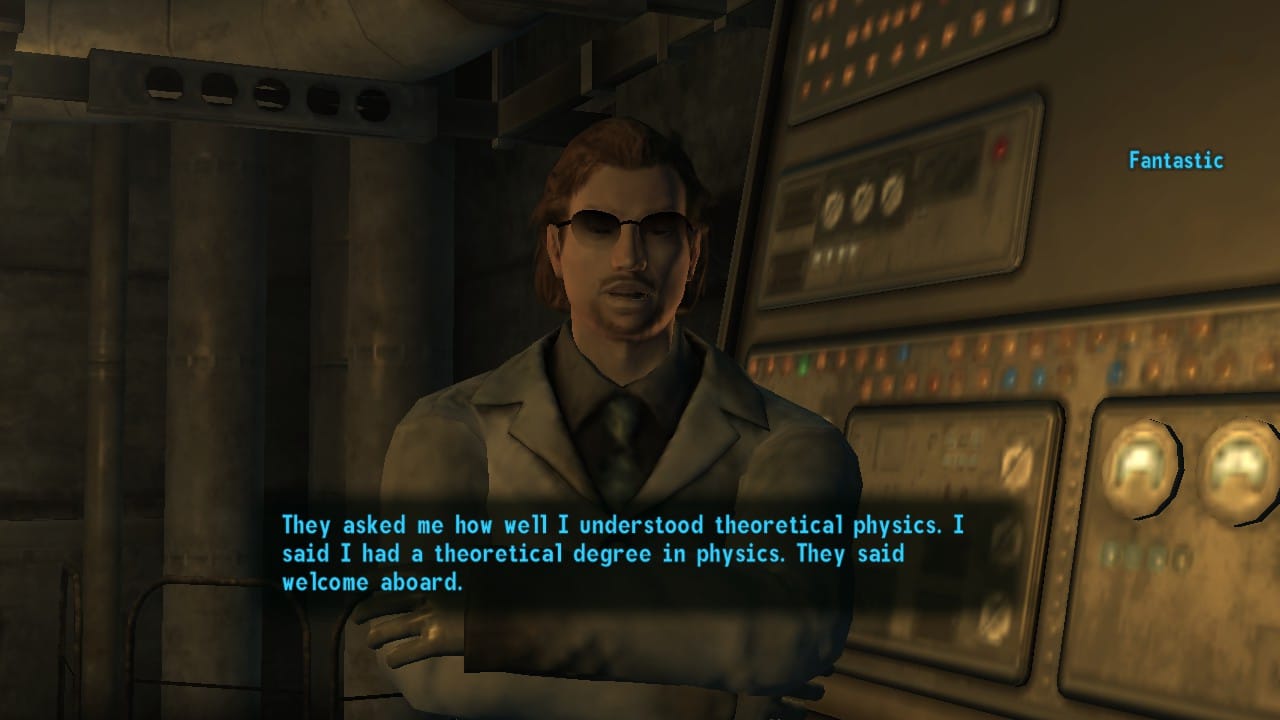 Fantastic
They asked me how well I understood theoretical physics. I
said I had a theoretical degree in physics. They said
welcome aboard.